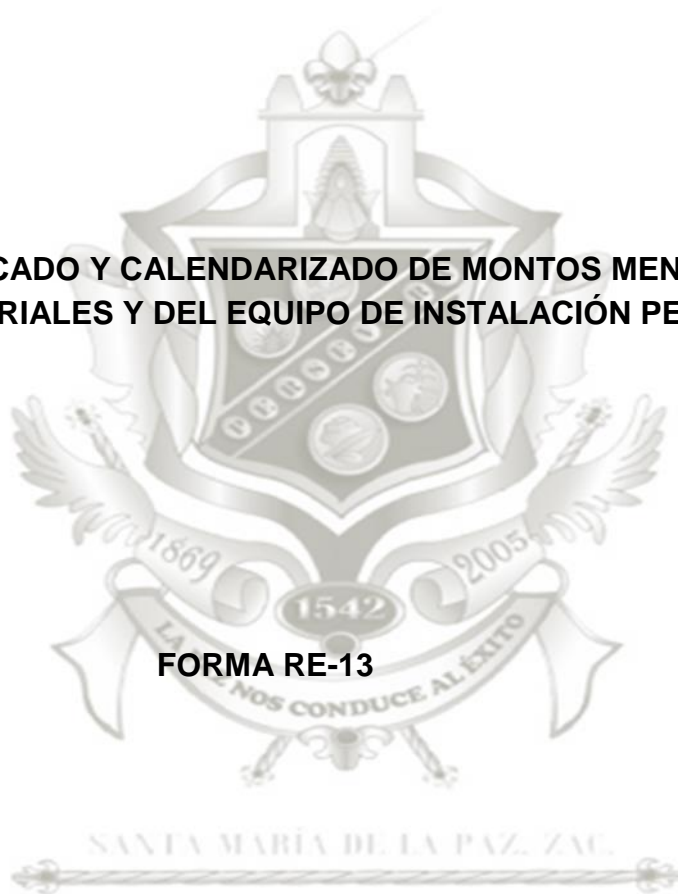 CADO Y CALENDARIZADO DE MONTOS MEN
RIALES Y DEL EQUIPO DE INSTALACIÓN PE
PERSEV
1869
2005
1542
FORMA RE-13
NOS CONDUCE AL ÉXITO
SANTA MARÍA DE LA PAZ, ZAC.